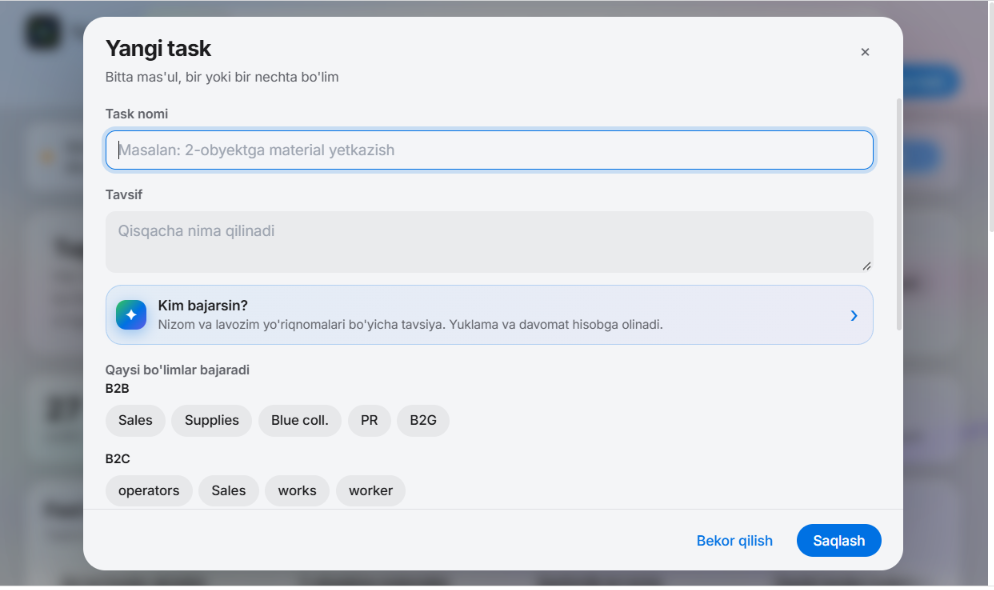 Yangi task
×
Bitta mas'ul, bir yoki bir nechta bo'lim
Task nomi
Masalan: 2-obyektga material yetkazish
Tavsif
Qisqacha nima qilinadi
Kim bajarsin?
Nizom va lavozim yo'riqnomalari bo'yicha tavsiya. Yuklama va davomat hisobga olinadi.
Qaysi bo'limlar bajaradi
B2B
Sales Supplies Blue coll. PR B2G
B2C
operators Sales works worker
Bekor qilish Saqlash